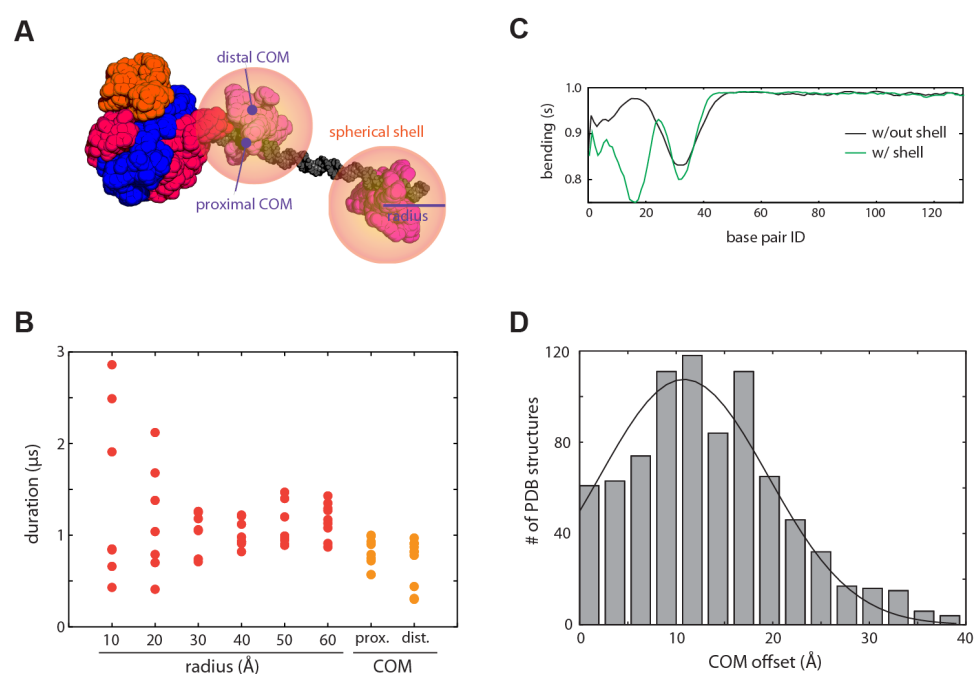 A
distal COM
spherical shell
proximal COM
radius
C
1.0
0.9
0.8
bending (s)
w/out shell
w/ shell
0 20 40 60 80 100 120
base pair ID
B
3
2
1
0
duration (µs)
10 20 30 40 50 60 prox. dist.
radius (Å) COM
D
120
80
40
0
# of PDB structures
0 10 20 30 40
COM offset (Å)